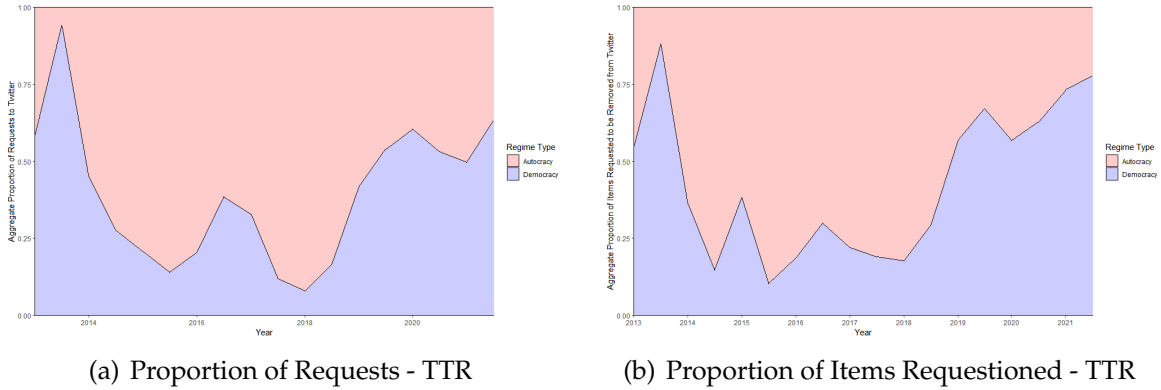 Aggregate Proportion of Requests to Twitter
1.00
0.75
0.50
0.25
0.00
2014
2016
2018
2020
Year
Regime Type
Autocracy
Democracy
(a) Proportion of Requests - TTR
Aggregate Proportion of Items Requested to be Removed from Twitter
1.00
0.75
0.50
0.25
0.00
2013
2014
2015
2016
2017
2018
2019
2020
2021
Year
Regime Type
Autocracy
Democracy
(b) Proportion of Items Requestioned - TTR